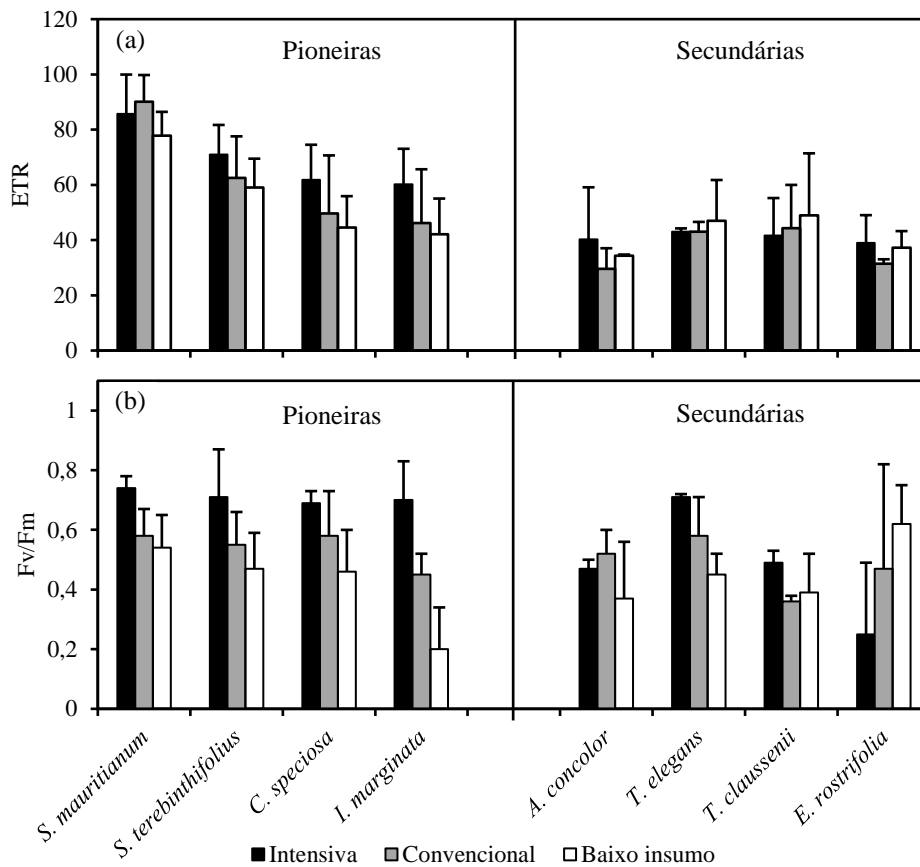 (a)
Pioneiras
Secundárias
ETR
120
100
80
60
40
20
0
(b)
Pioneiras
Secundárias
Fv/Fm
1
0,8
0,6
0,4
0,2
0
S. mauritianum
S. terebinthifolius
C. speciosa
I. marginata
A. concolor
T. elegans
T. claussenii
E. rostrifolia
Intensiva Convencional Baixo insumo